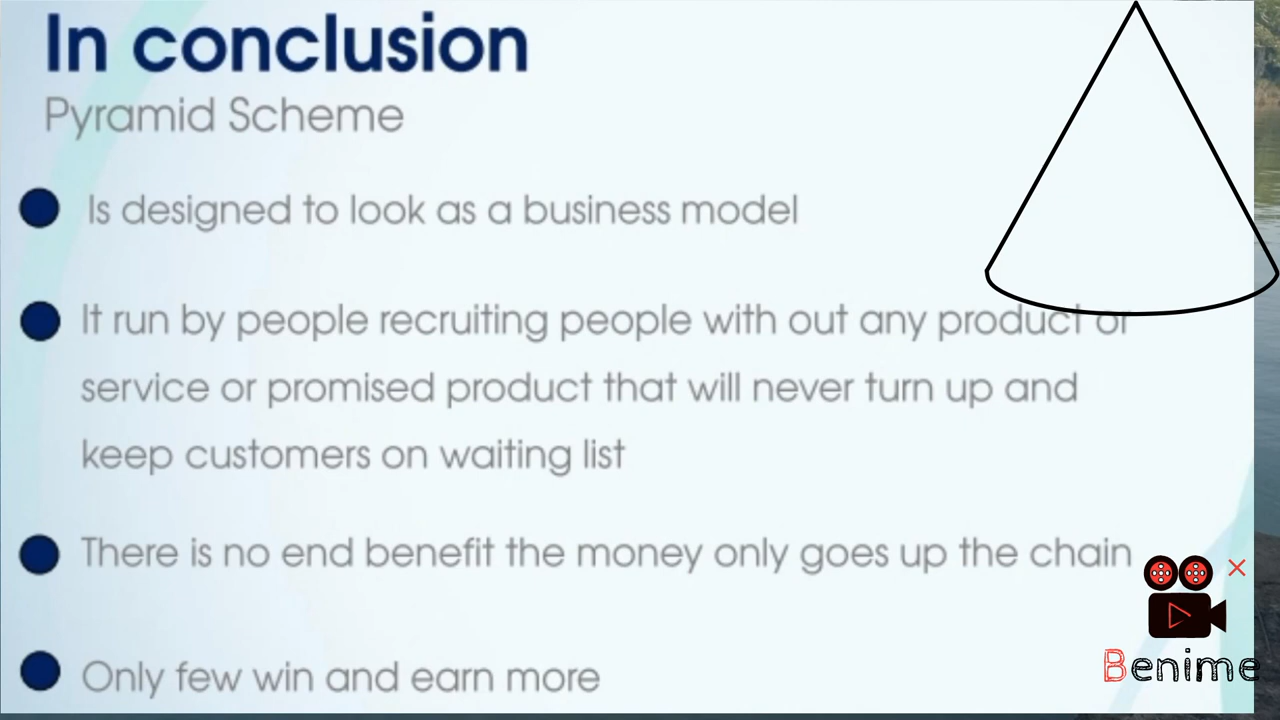 In conclusion
Pyramid Scheme
Is designed to look as a business model
It run by people recruiting people with out any product or
service or promised product that will never turn up and
keep customers on waiting list
There is no end benefit the money only goes up the chain
Only few win and earn more
Benime